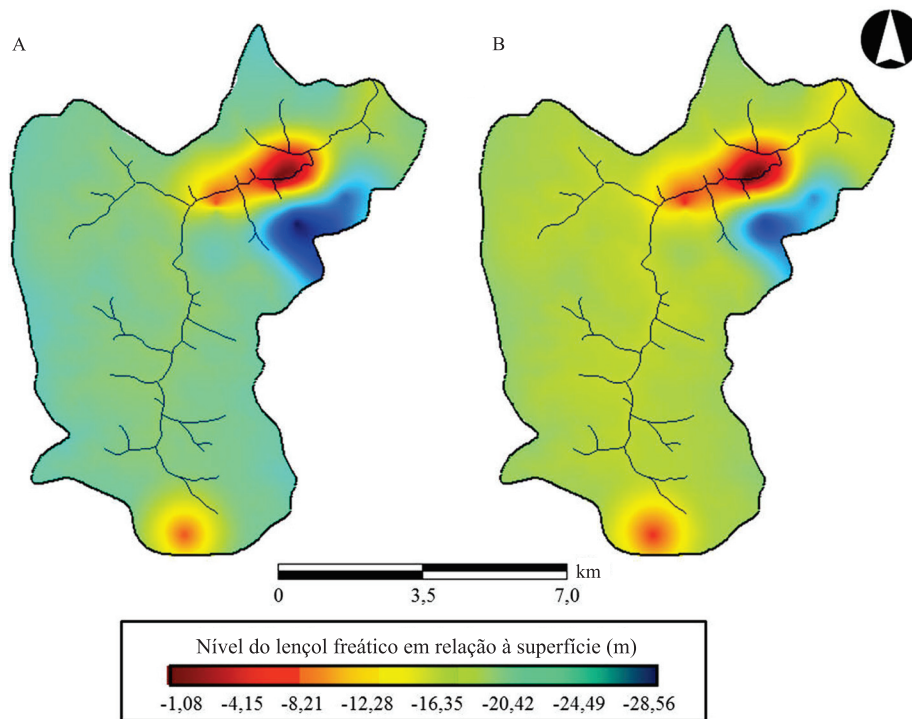 A
B
km
0 3,5 7,0
Nível do lençol freático em relação à superfície (m)
-1,08 -4,15 -8,21 -12,28 -16,35 -20,42 -24,49 -28,56